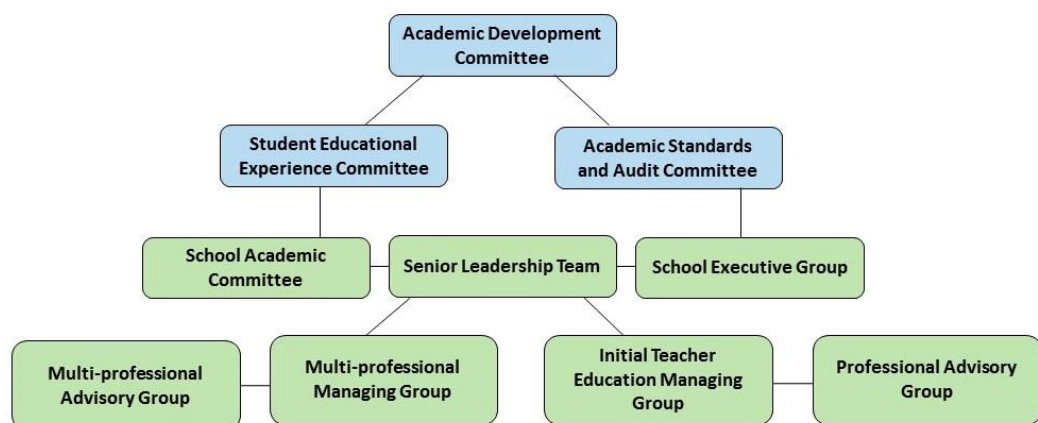 Academic Development
Committee
Student Educational
Experience Committee
Academic Standards
and Audit Committee
School Academic
Committee
Senior Leadership Team
School Executive Group
Multi-professional
Advisory Group
Multi-professional
Managing Group
Initial Teacher
Education Managing
Group
Professional Advisory
Group